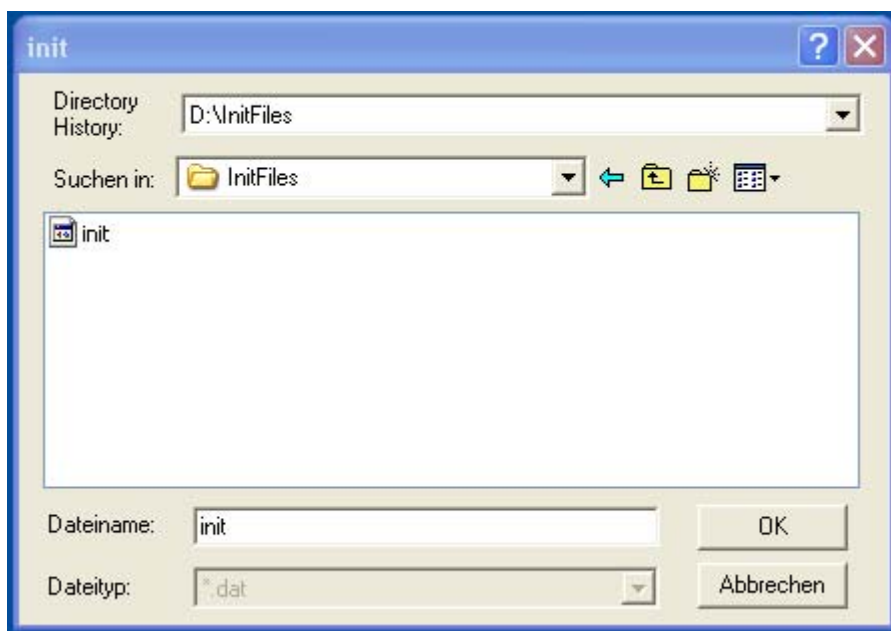 init
Directory
History:
D:\InitFiles
Suchen in:
InitFiles
init
Dateiname:
init
OK
Dateityp:
*.dat
Abbrechen